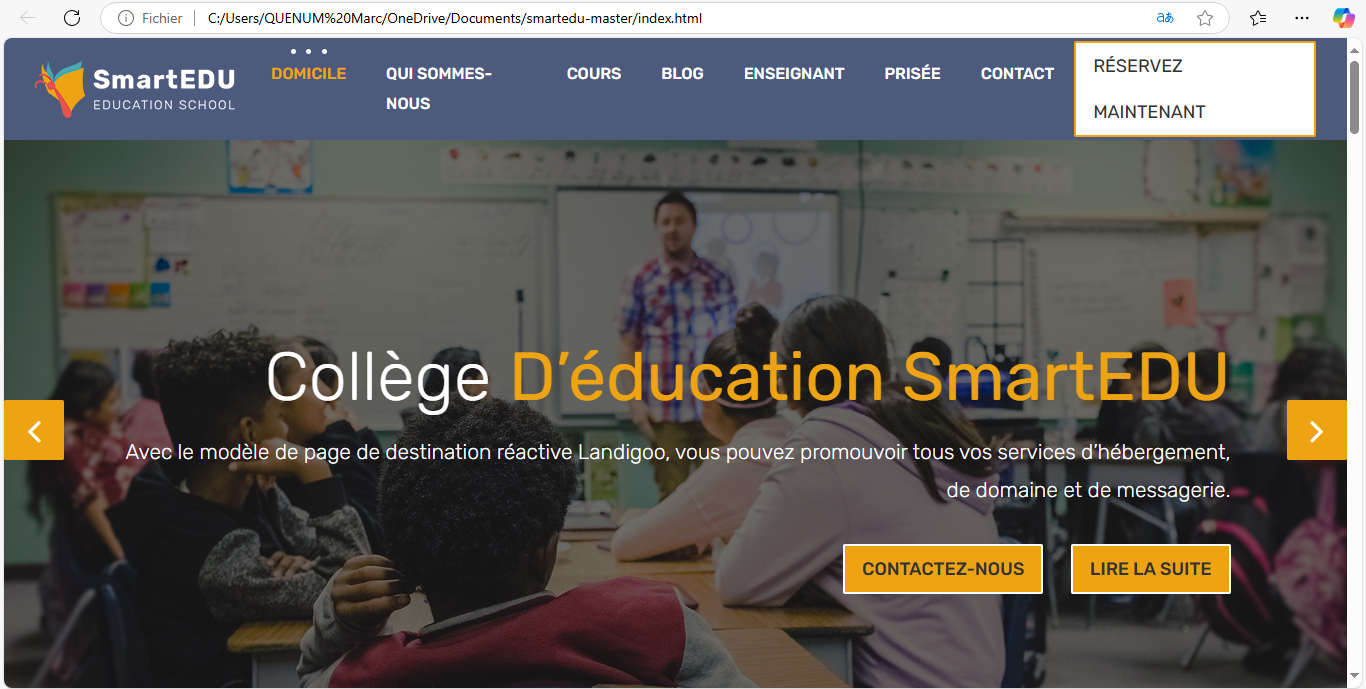 Fichier
C:/Users/QUENUM%20Marc/OneDrive/Documents/smartedu-master/index.html
SmartEDU
EDUCATION SCHOOL
DOMICILE
QUI SOMMES-
NOUS
COURS
BLOG
ENSEIGNANT
PRISÉE
CONTACT
RÉSERVEZ
MAINTENANT
Collège D’éducation SmartEDU
Avec le modèle de page de destination réactive Landigoo, vous pouvez promouvoir tous vos services d’hébergement,
de domaine et de messagerie.
CONTACTEZ-NOUS
LIRE LA SUITE